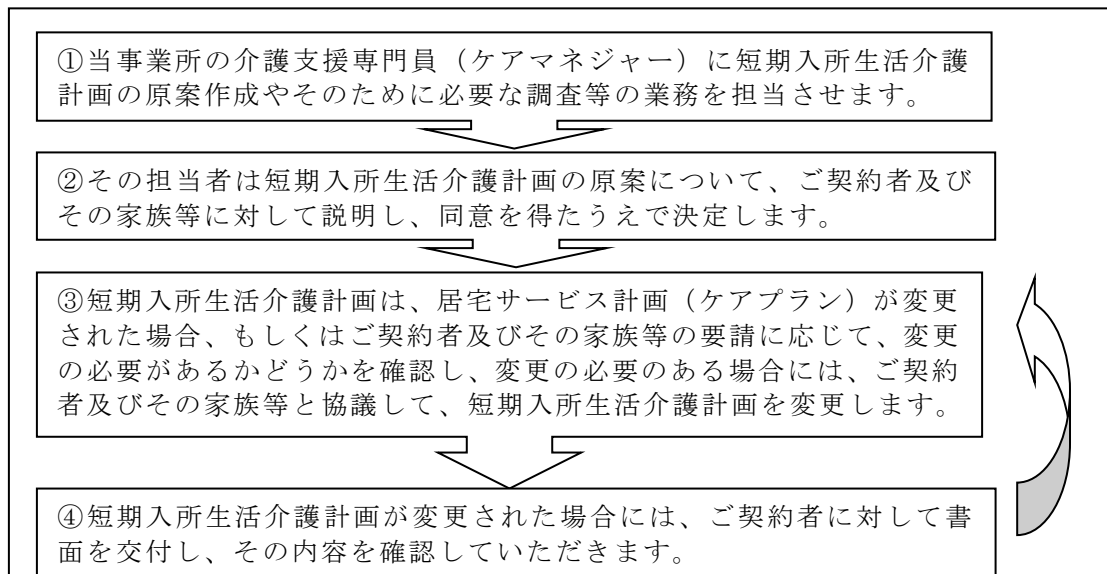 ①当事業所の介護支援専門員（ケアマネジャー）に短期入所生活介護
計画の原案作成やそのために必要な調査等の業務を担当させます。
②その担当者は短期入所生活介護計画の原案について、ご契約者及び
その家族等に対して説明し、同意を得たうえで決定します。
③短期入所生活介護計画は、居宅サービス計画（ケアプラン）が変更
された場合、もしくはご契約者及びその家族等の要請に応じて、変更
の必要があるかどうかを確認し、変更の必要のある場合には、ご契約
者及びその家族等と協議して、短期入所生活介護計画を変更します。
④短期入所生活介護計画が変更された場合には、ご契約者に対して書
面を交付し、その内容を確認していただきます。